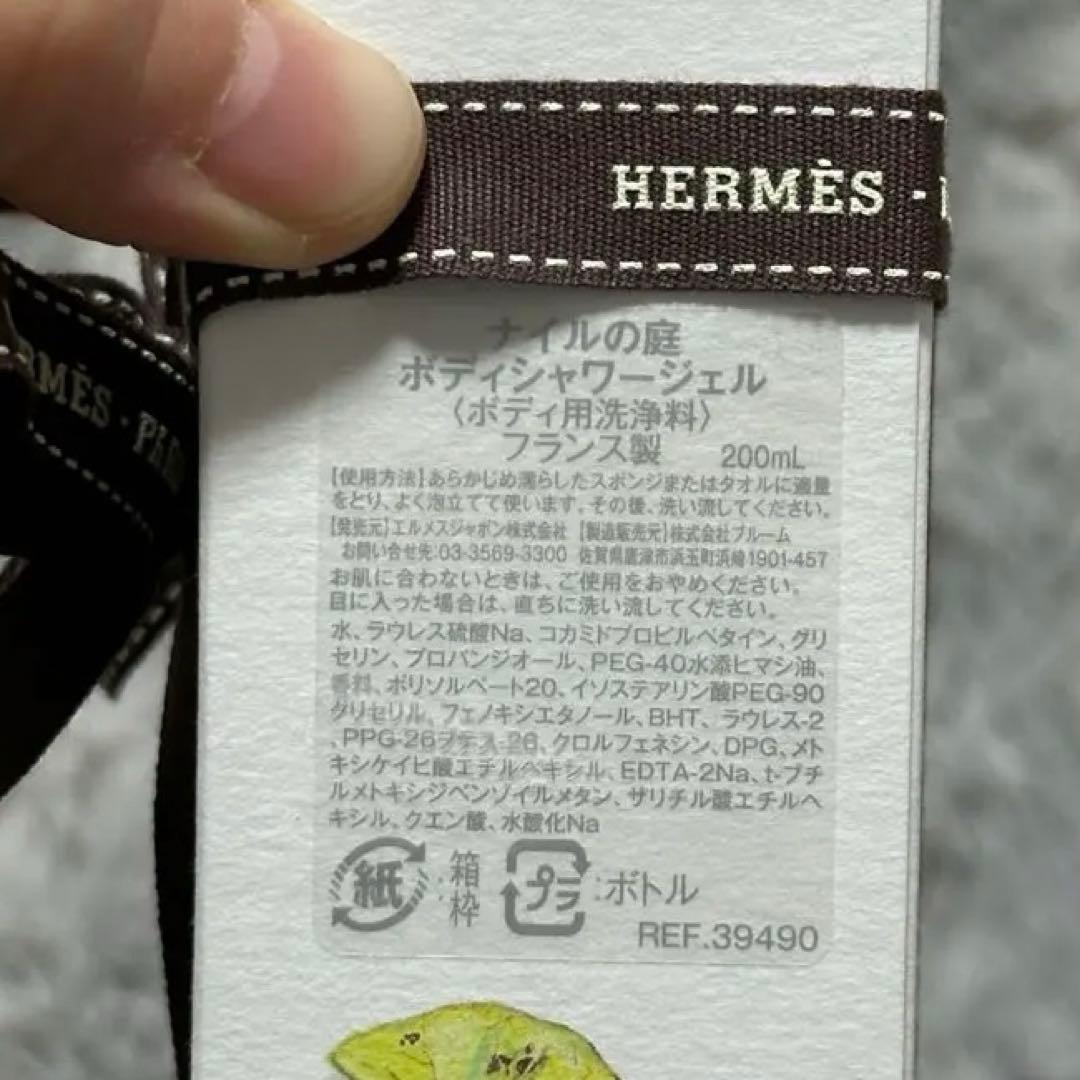 HERMÈS
RMÈS
ナイルの庭
ボディシャワージェル
〈ボディ用洗浄料〉
フランス製 200mL
【使用方法】あらかじめ濡らしたスポンジまたはタオルに適量
をとり、よく泡立てて使います。その後、洗い流してください。
【発売元】エルメスジャポン株式会社 【製造販売元】株式会社ブルーム
お問い合せ先:03-3569-3300 佐賀県唐津市浜玉町浜崎1901-457
お肌に合わないときは、ご使用をおやめください。
目に入った場合は、直ちに洗い流してください。
水、ラウレス硫酸Na、コカミドプロピルベタイン、グリ
セリン、プロパンジオール、PEG-40水添ヒマシ油、
香料、ポリソルベート20、イソステアリン酸PEG-90
グリセリル、フェノキシエタノール、BHT、ラウレス-2
、PPG-26ブテス-26、クロルフェネシン、DPG、メト
キシケイヒ酸エチルヘキシル、EDTA-2Na、t-ブチ
ルメトキシジベンゾイルメタン、サリチル酸エチルヘ
キシル、クエン酸、水酸化Na
紙:箱 枠 プラ:ボトル
REF.39490